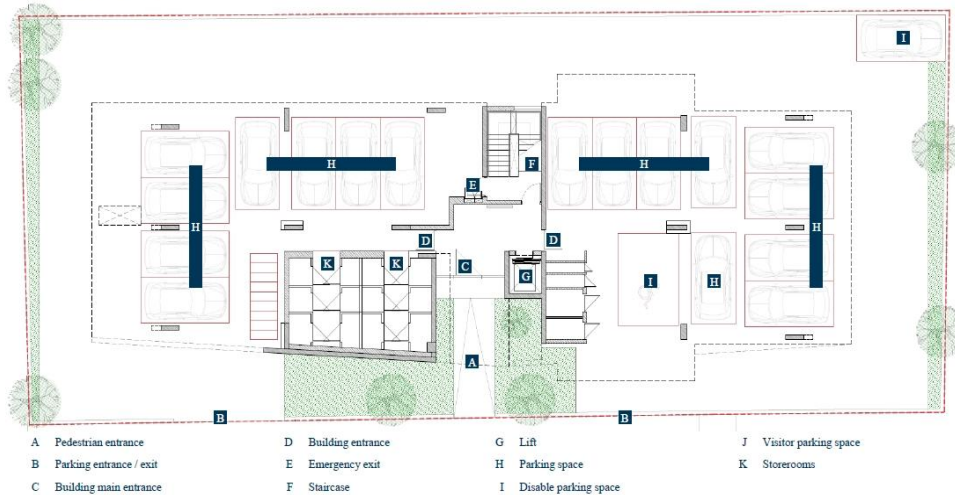 I
H
H
F
E
H
H
D
D
K
K
C
G
I
H
A
B
B
A Pedestrian entrance
B Parking entrance / exit
C Building main entrance
D Building entrance
E Emergency exit
F Staircase
G Lift
H Parking space
I Disable parking space
J Visitor parking space
K Storerooms